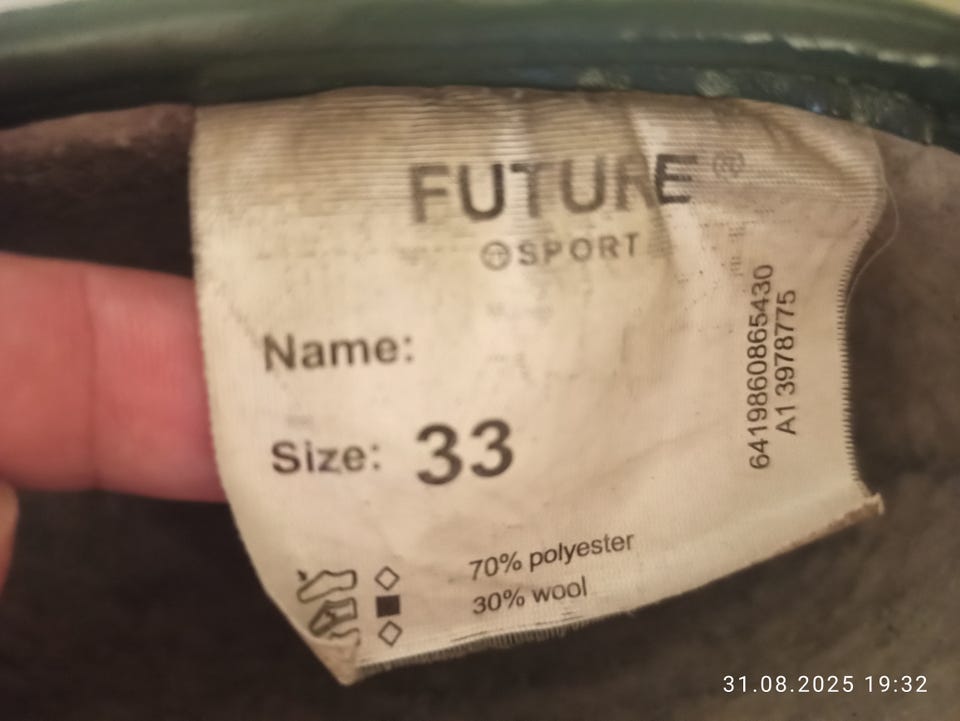 FUTURE®
SPORT
Name:
Size: 33
70% polyester
30% wool
6419860865430
A1 3978775
31.08.2025 19:32